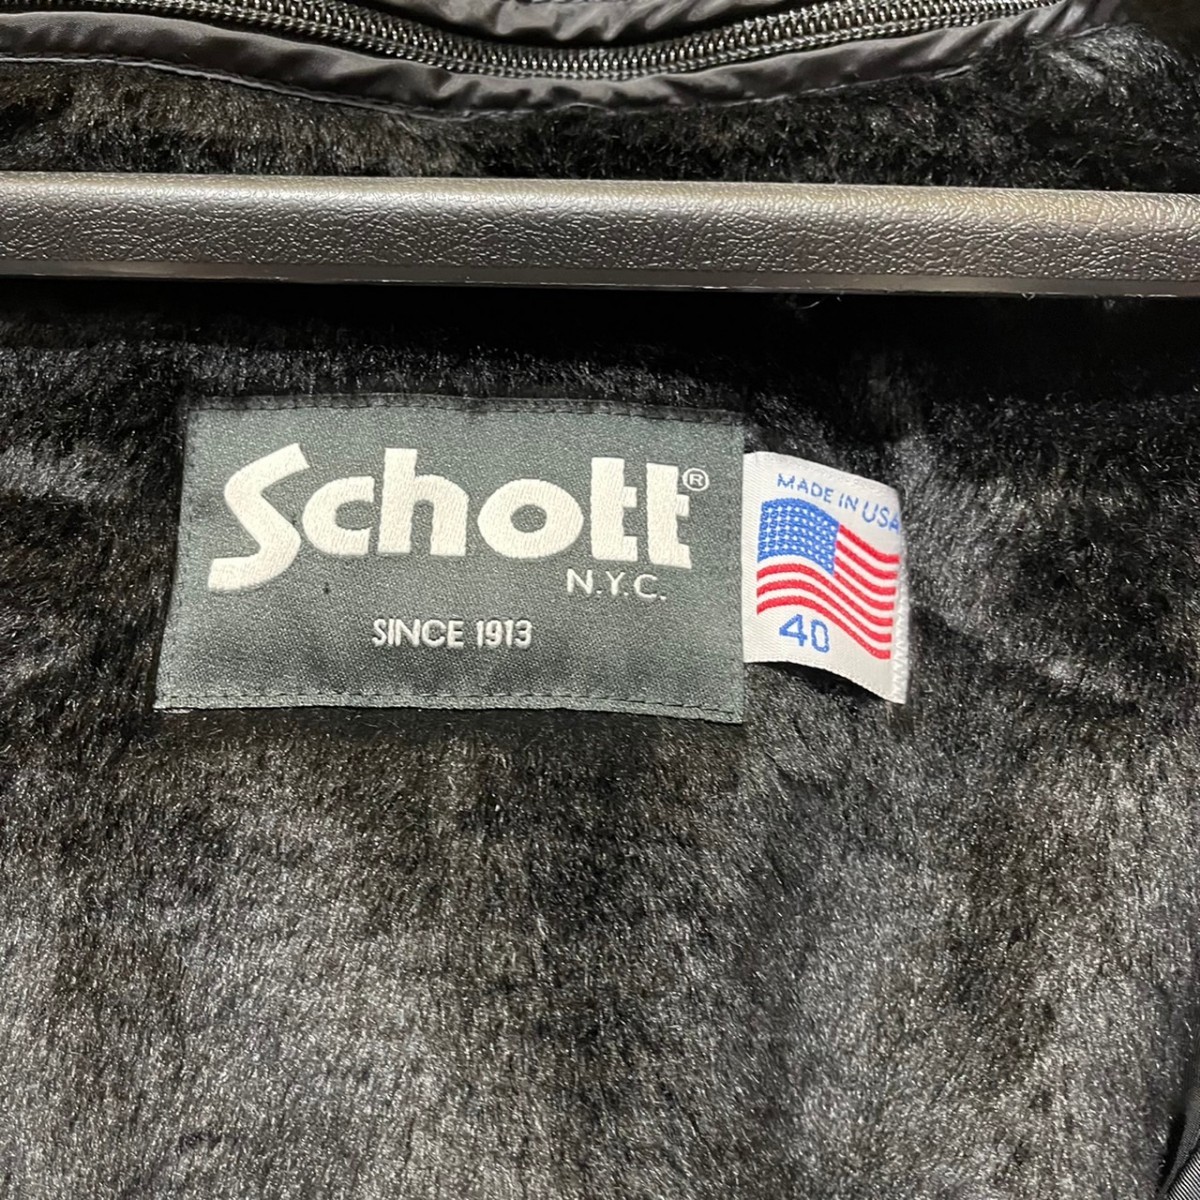 Schott®
N.Y.C.
SINCE 1913
MADE IN USA
40